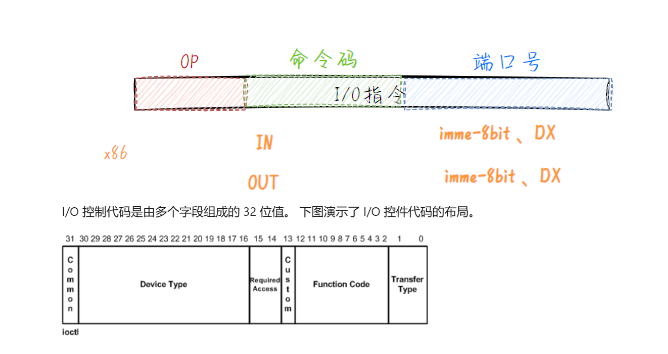 OP 命令码 端口号
I/O指令
x86 IN imme-8bit 、DX
OUT imme-8bit 、DX
I/O 控制代码是由多个字段组成的 32 位值。 下图演示了 I/O 控件代码的布局。
31 30 29 28 27 26 25 24 23 22 21 20 19 18 17 16 15 14 13 12 11 10 9 8 7 6 5 4 3 2 1 0
Common Device Type Required Access Custom Function Code Transfer Type
ioctl